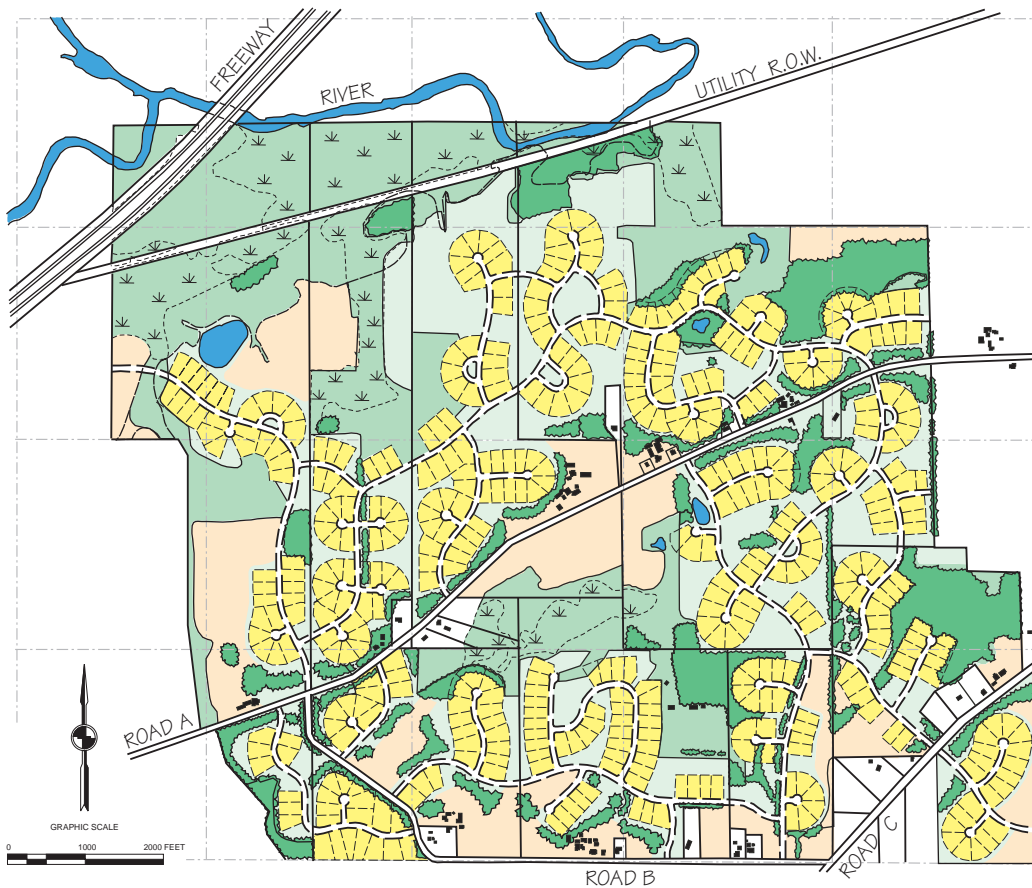 FREEWAY
RIVER
UTILITY R.O.W.
ROAD A
GRAPHIC SCALE
0 1000 2000 FEET
ROAD B
ROAD C